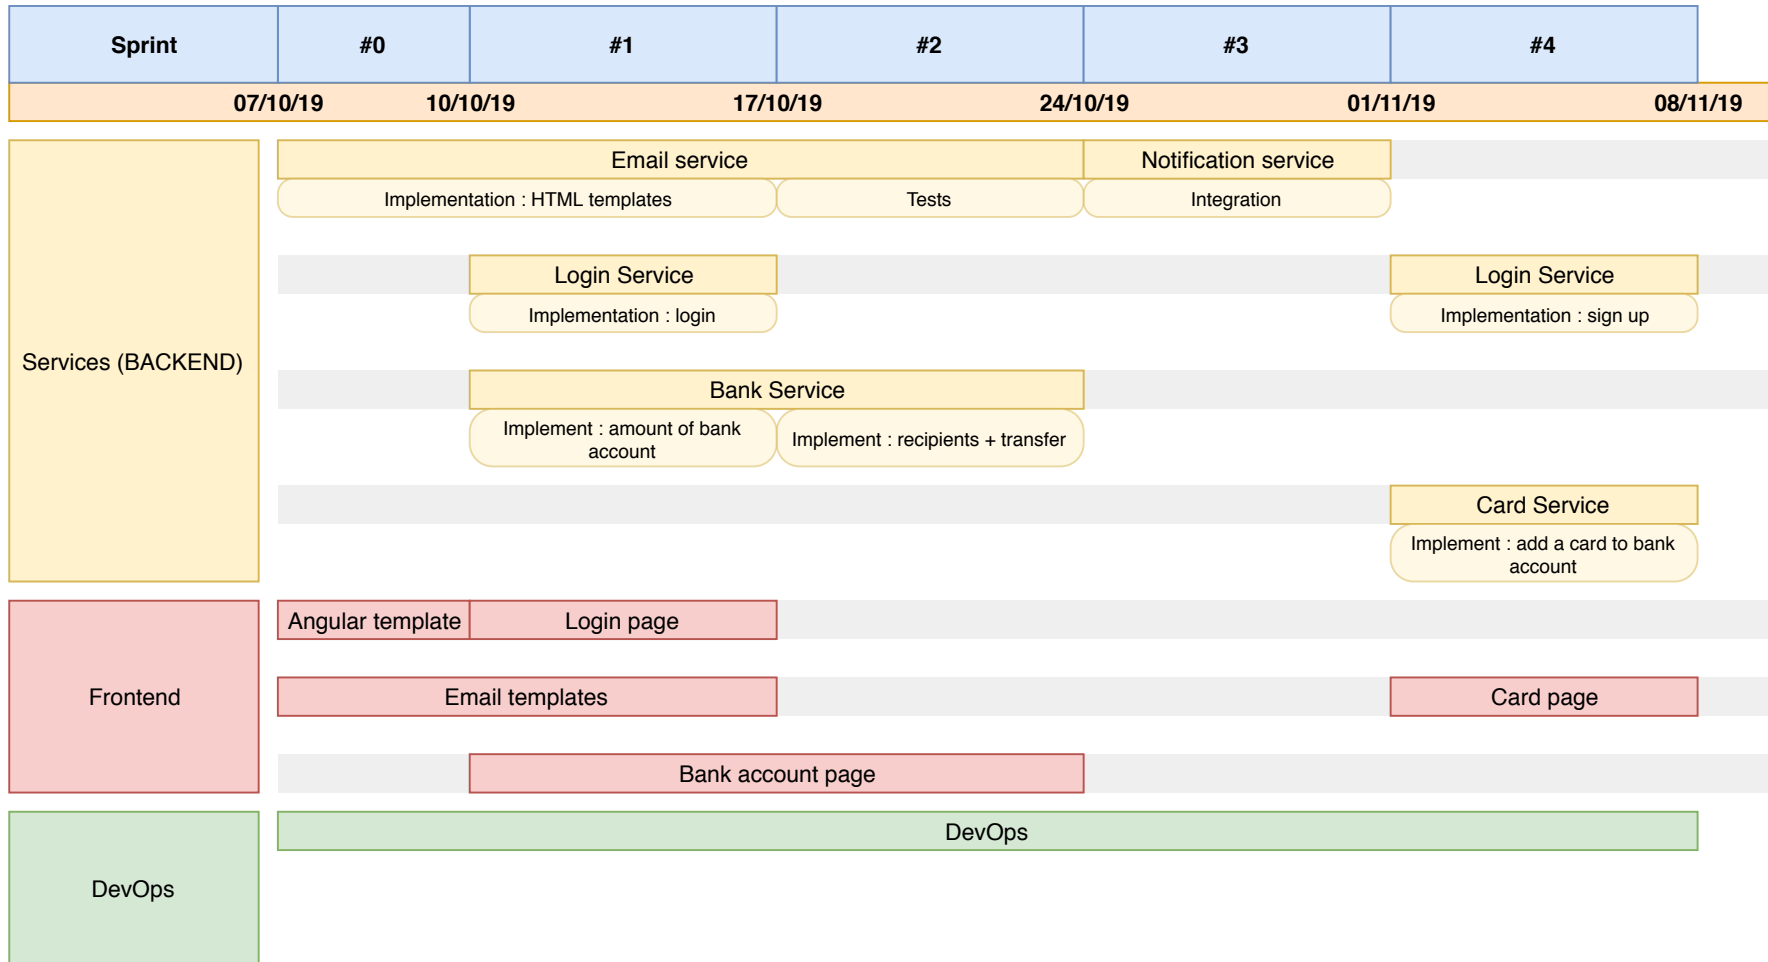 Sprint #0 #1 #2 #3 #4
07/10/19 10/10/19 17/10/19 24/10/19 01/11/19 08/11/19
Services (BACKEND)
Email service Notification service
Implementation : HTML templates Tests Integration
Login Service Login Service
Implementation : login Implementation : sign up
Bank Service
Implement : amount of bank
account
Implement : recipients + transfer
Card Service
Implement : add a card to bank
account
Frontend
Angular template Login page
Email templates Card page
Bank account page
DevOps
DevOps